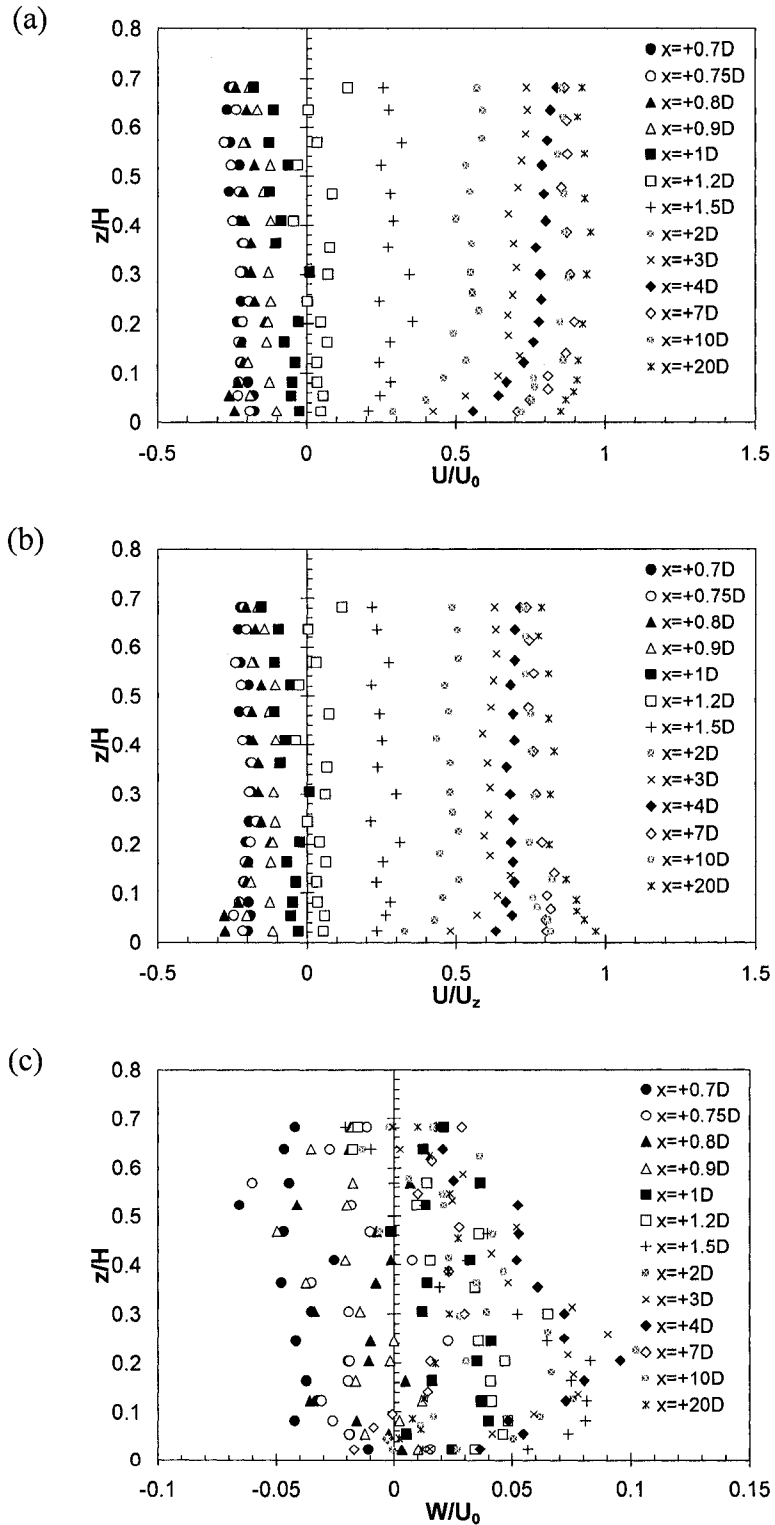 (a)
0.8
0.7
0.6
0.5
0.4
0.3
0.2
0.1
0
z/H
-0.5 0 0.5 1 1.5
U/U₀
x=+0.7D
x=+0.75D
x=+0.8D
x=+0.9D
x=+1D
x=+1.2D
x=+1.5D
x=+2D
x=+3D
x=+4D
x=+7D
x=+10D
x=+20D
(b)
0.8
0.7
0.6
0.5
0.4
0.3
0.2
0.1
0
z/H
-0.5 0 0.5 1 1.5
U/U_z
x=+0.7D
x=+0.75D
x=+0.8D
x=+0.9D
x=+1D
x=+1.2D
x=+1.5D
x=+2D
x=+3D
x=+4D
x=+7D
x=+10D
x=+20D
(c)
0.8
0.7
0.6
0.5
0.4
0.3
0.2
0.1
0
z/H
-0.1 -0.05 0 0.05 0.1 0.15
W/U₀
x=+0.7D
x=+0.75D
x=+0.8D
x=+0.9D
x=+1D
x=+1.2D
x=+1.5D
x=+2D
x=+3D
x=+4D
x=+7D
x=+10D
x=+20D